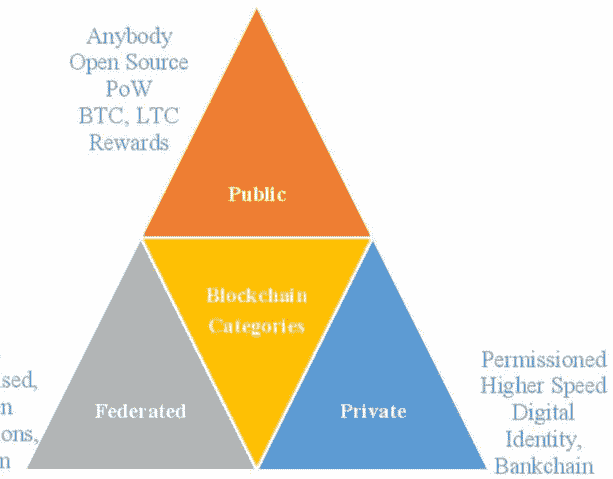 Anybody
Open Source
PoW
BTC, LTC
Rewards
Public
Blockchain
Categories
Federated
Private
Permissioned
Higher Speed
Digital
Identity,
Bankchain